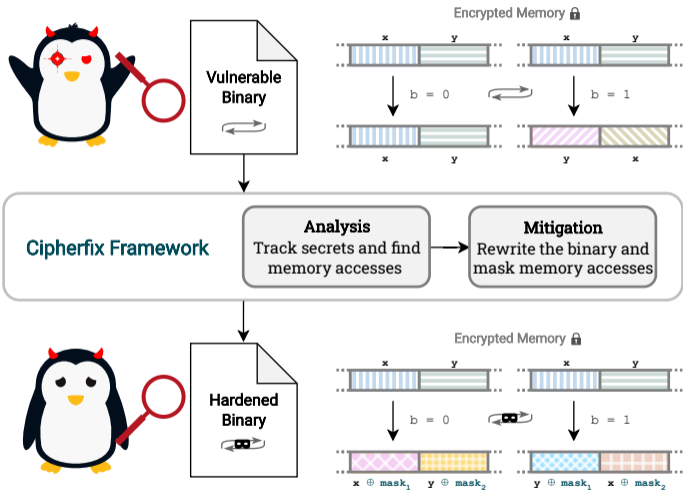 Encrypted Memory
x y x y
Vulnerable
Binary
b = 0 b = 1
x y y x
Cipherfix Framework
Analysis
Track secrets and find
memory accesses
Mitigation
Rewrite the binary and
mask memory accesses
Encrypted Memory
x y x y
Hardened
Binary
b = 0 b = 1
x ⊕ mask₁ y ⊕ mask₂ y ⊕ mask₁ x ⊕ mask₂